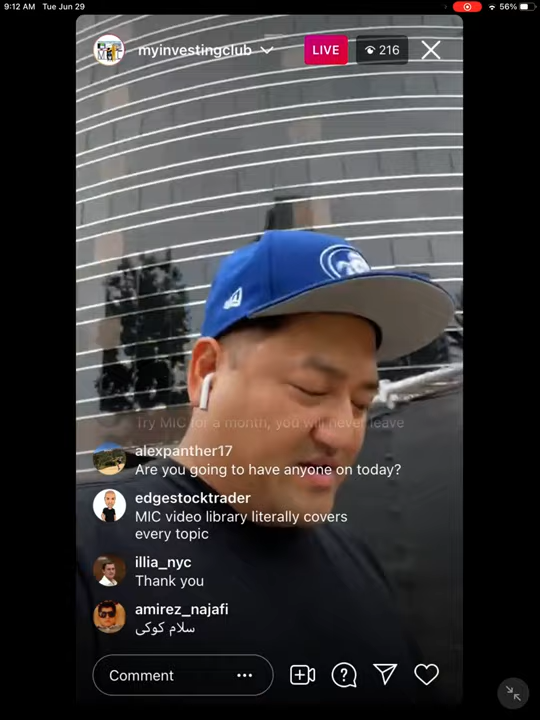 9:12 AM Tue Jun 29
56%
myinvestingclub
LIVE
216
Try MIC for a month, you will never leave
alexpanther17
Are you going to have anyone on today?
edgestocktrader
MIC video library literally covers
every topic
illia_nyc
Thank you
amirez_najafi
سلام کوکی
Comment